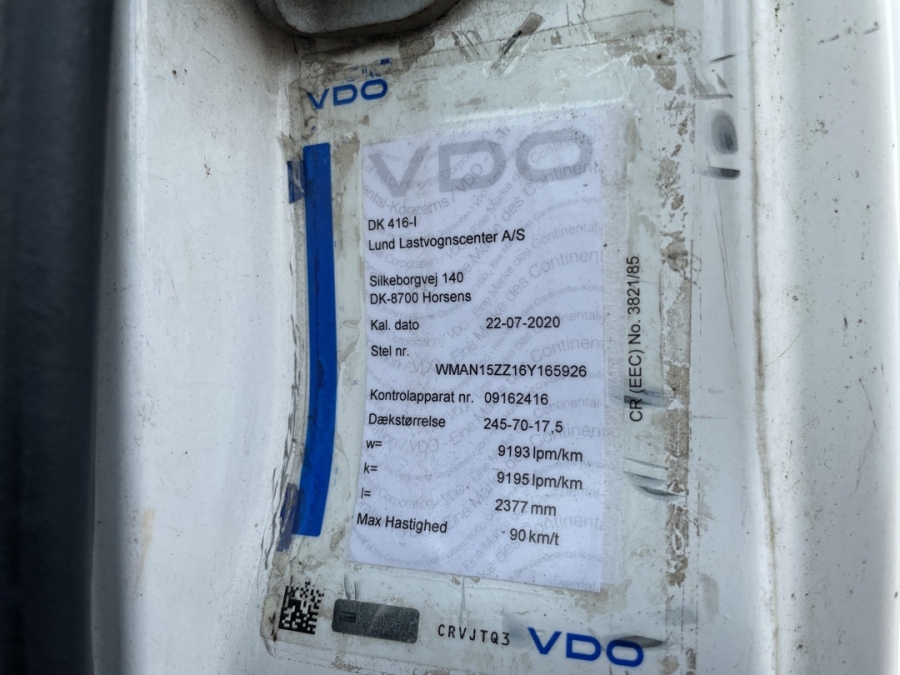 VDO
VDO
DK 416-I
Lund Lastvognscenter A/S
Silkeborgvej 140
DK-8700 Horsens
Kal. dato 22-07-2020
Stel nr.
WMAN15ZZ16Y165926
Kontrolapparat nr. 09162416
Dækstørrelse 245-70-17,5
w= 9193 lpm/km
k= 9195 lpm/km
l= 2377 mm
Max Hastighed 90 km/t
CR (EEC) No. 3821/85
CRVJTQ3
VDO